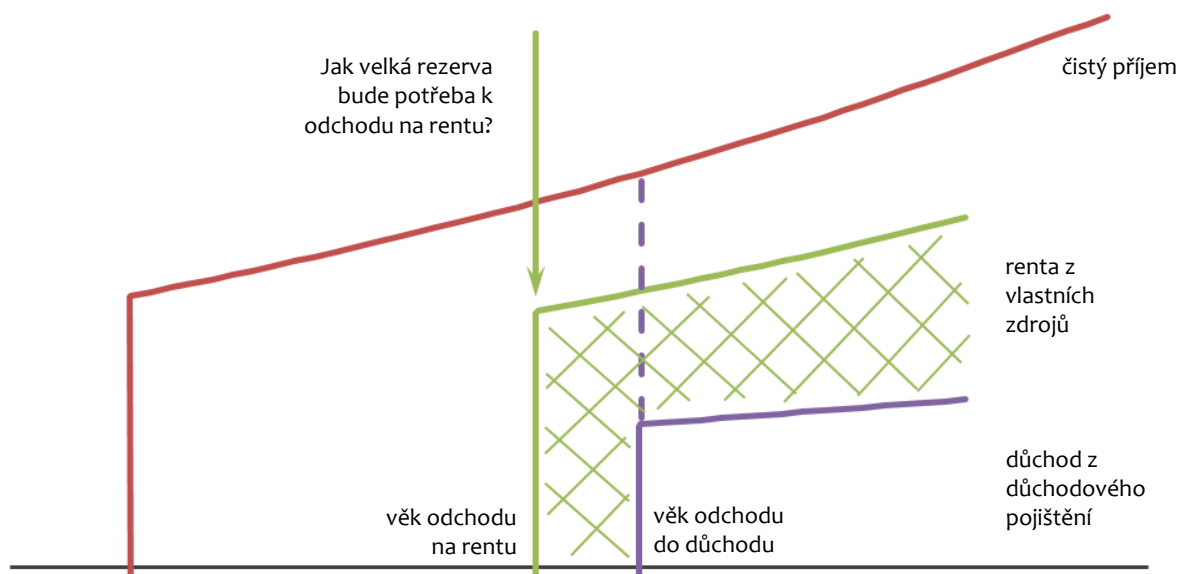 Jak velká rezerva
bude potřeba k
odchodu na rentu?
čistý příjem
renta z
vlastních
zdrojů
důchod z
důchodového
pojištění
věk odchodu
na rentu
věk odchodu
do důchodu